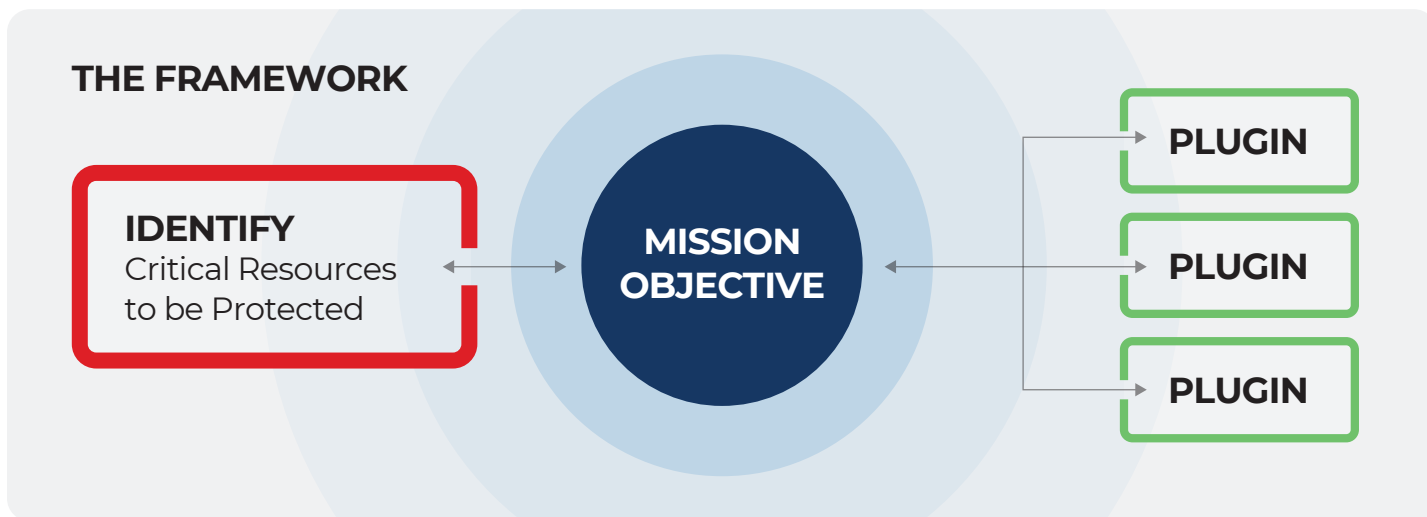 THE FRAMEWORK
IDENTIFY
Critical Resources
to be Protected
MISSION
OBJECTIVE
PLUGIN
PLUGIN
PLUGIN